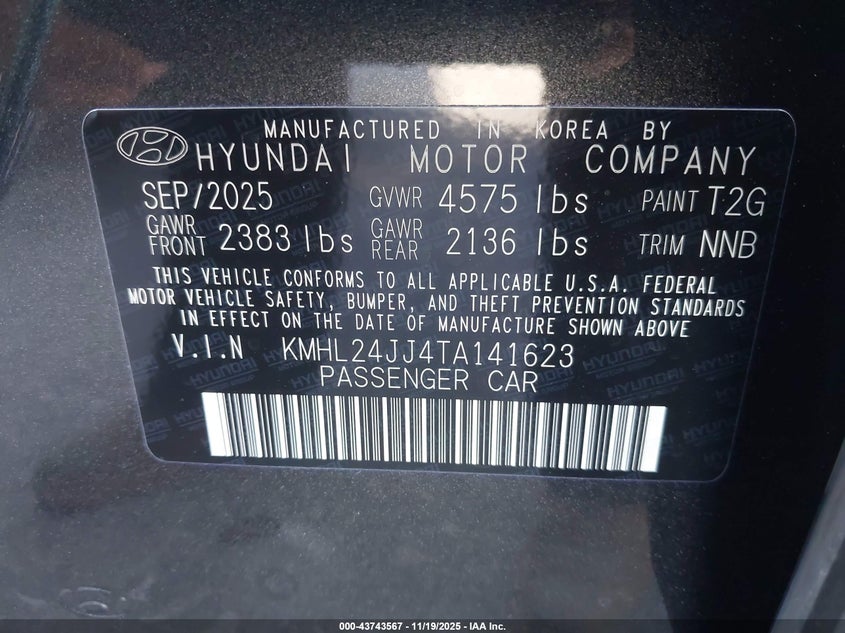 MANUFACTURED IN KOREA BY
HYUNDAI MOTOR COMPANY
SEP/2025 GVWR 4575 lbs PAINT T2G
GAWR FRONT 2383 lbs GAWR REAR 2136 lbs TRIM NNB
THIS VEHICLE CONFORMS TO ALL APPLICABLE U.S.A. FEDERAL
MOTOR VEHICLE SAFETY, BUMPER, AND THEFT PREVENTION STANDARDS
IN EFFECT ON THE DATE OF MANUFACTURE SHOWN ABOVE
V.I.N KMHL24JJ4TA141623
PASSENGER CAR
000-43743567 - 11/19/2025 - IAA Inc.